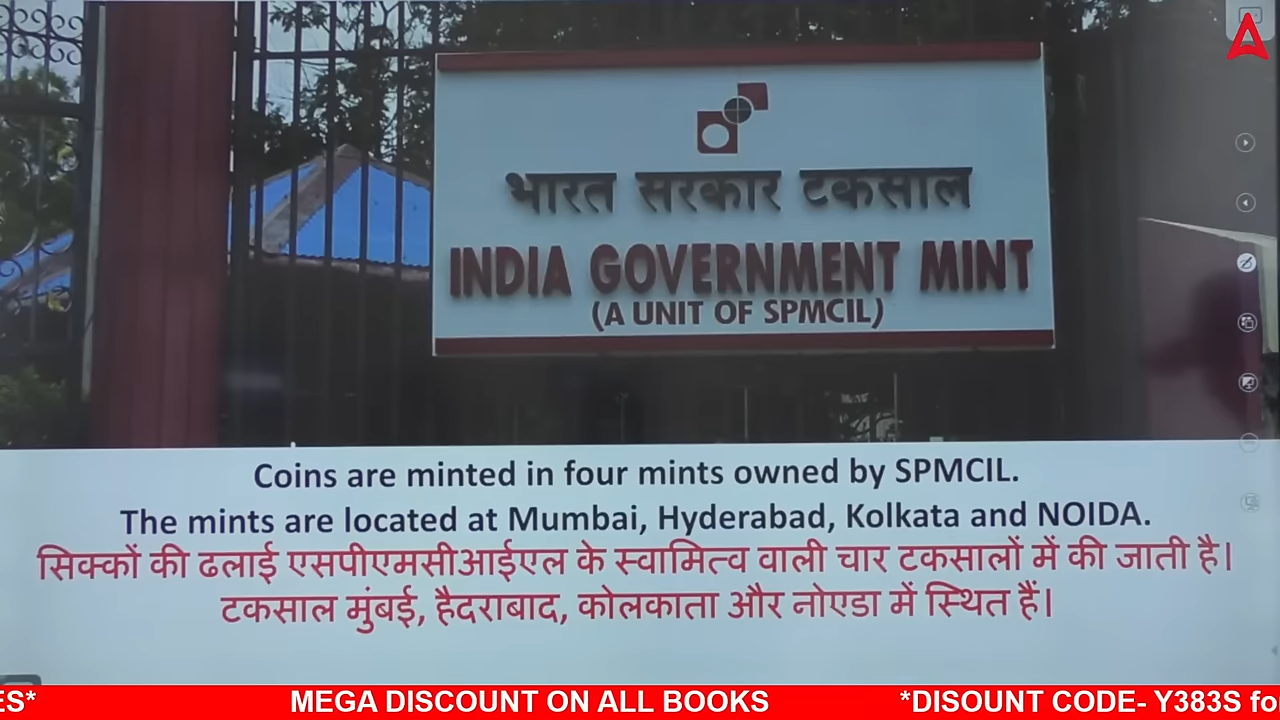 भारत सरकार टकसाल
INDIA GOVERNMENT MINT
(A UNIT OF SPMCIL)
Coins are minted in four mints owned by SPMCIL.
The mints are located at Mumbai, Hyderabad, Kolkata and NOIDA.
सिक्कों की ढलाई एसपीएमसीआईएल के स्वामित्व वाली चार टकसालों में की जाती है।
टकसाल मुंबई, हैदराबाद, कोलकाता और नोएडा में स्थित हैं।
ES* MEGA DISCOUNT ON ALL BOOKS *DISOUNT CODE- Y383S fo